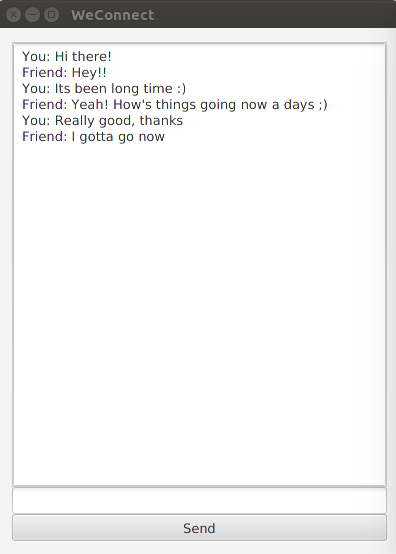 WeConnect
You: Hi there!
Friend: Hey!!
You: Its been long time :)
Friend: Yeah! How's things going now a days ;)
You: Really good, thanks
Friend: I gotta go now
Send